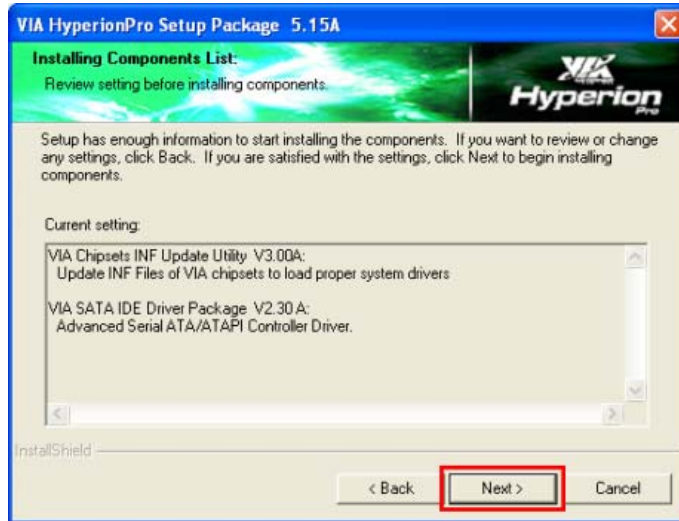 VIA HyperionPro Setup Package 5.15A
Installing Components List:
Review setting before installing components.
VIA
Hyperion
Pro
Setup has enough information to start installing the components. If you want to review or change
any settings, click Back. If you are satisfied with the settings, click Next to begin installing
components.
Current setting:
VIA Chipsets INF Update Utility V3.00A:
Update INF Files of VIA chipsets to load proper system drivers
VIA SATA IDE Driver Package V2.30 A:
Advanced Serial ATA/ATAPI Controller Driver.
InstallShield
< Back
Next >
Cancel